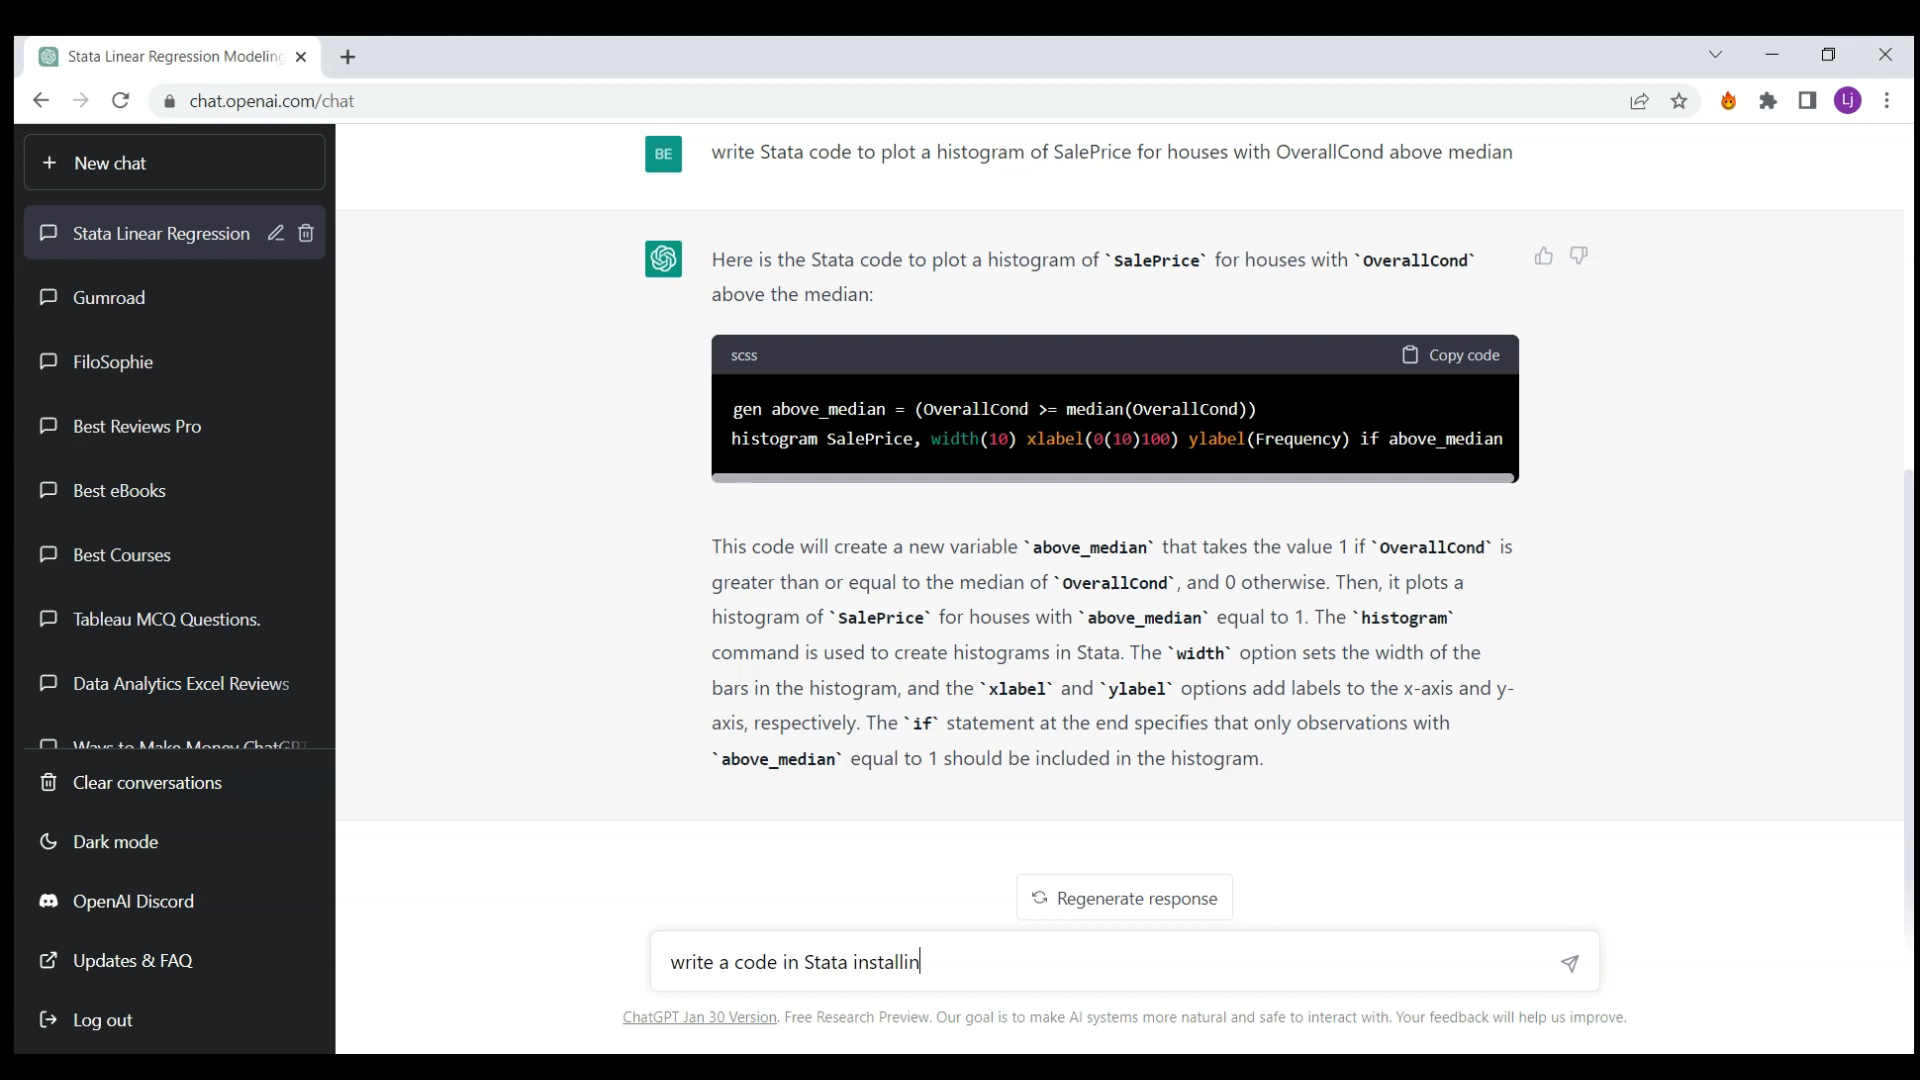 Stata Linear Regression Modeling
chat.openai.com/chat
Lj
New chat
Stata Linear Regression
Gumroad
FiloSophie
Best Reviews Pro
Best eBooks
Best Courses
Tableau MCQ Questions.
Data Analytics Excel Reviews
Ways to Make Money ChatGPT
Clear conversations
Dark mode
OpenAI Discord
Updates & FAQ
Log out
BE
write Stata code to plot a histogram of SalePrice for houses with OverallCond above median
Here is the Stata code to plot a histogram of `SalePrice` for houses with `OverallCond`
above the median:
scss
Copy code
gen above_median = (OverallCond >= median(OverallCond))
histogram SalePrice, width(10) xlabel(0(10)100) ylabel(Frequency) if above_median
This code will create a new variable `above_median` that takes the value 1 if `OverallCond` is
greater than or equal to the median of `OverallCond`, and 0 otherwise. Then, it plots a
histogram of `SalePrice` for houses with `above_median` equal to 1. The `histogram`
command is used to create histograms in Stata. The `width` option sets the width of the
bars in the histogram, and the `xlabel` and `ylabel` options add labels to the x-axis and y-
axis, respectively. The `if` statement at the end specifies that only observations with
`above_median` equal to 1 should be included in the histogram.
Regenerate response
write a code in Stata installin
ChatGPT Jan 30 Version. Free Research Preview. Our goal is to make AI systems more natural and safe to interact with. Your feedback will help us improve.